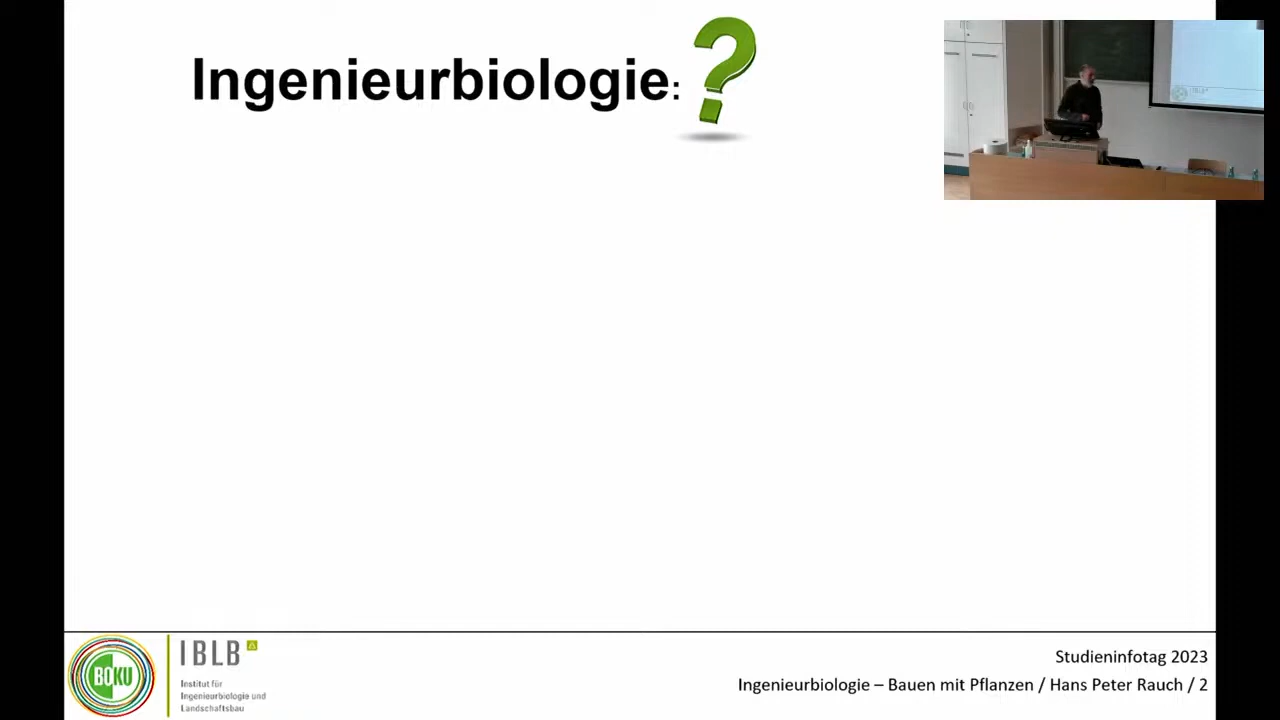 Ingenieurbiologie:?
BOKU
IBLB
Institut für
Ingenieurbiologie und
Landschaftsbau
Studieninfotag 2023
Ingenieurbiologie – Bauen mit Pflanzen / Hans Peter Rauch / 2